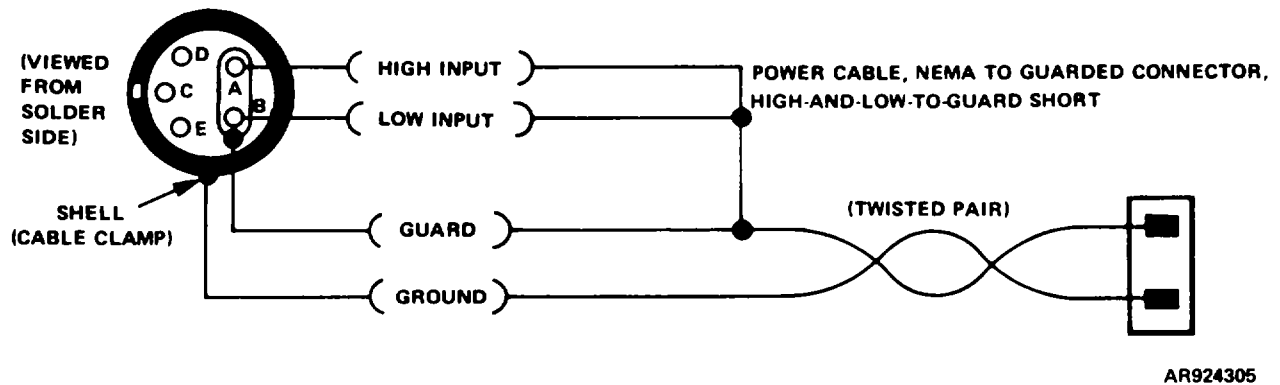 (VIEWED
FROM
SOLDER
SIDE)
D
C
E
A
B
HIGH INPUT
LOW INPUT
POWER CABLE, NEMA TO GUARDED CONNECTOR,
HIGH-AND-LOW-TO-GUARD SHORT
SHELL
(CABLE CLAMP)
GUARD
GROUND
(TWISTED PAIR)
AR924305